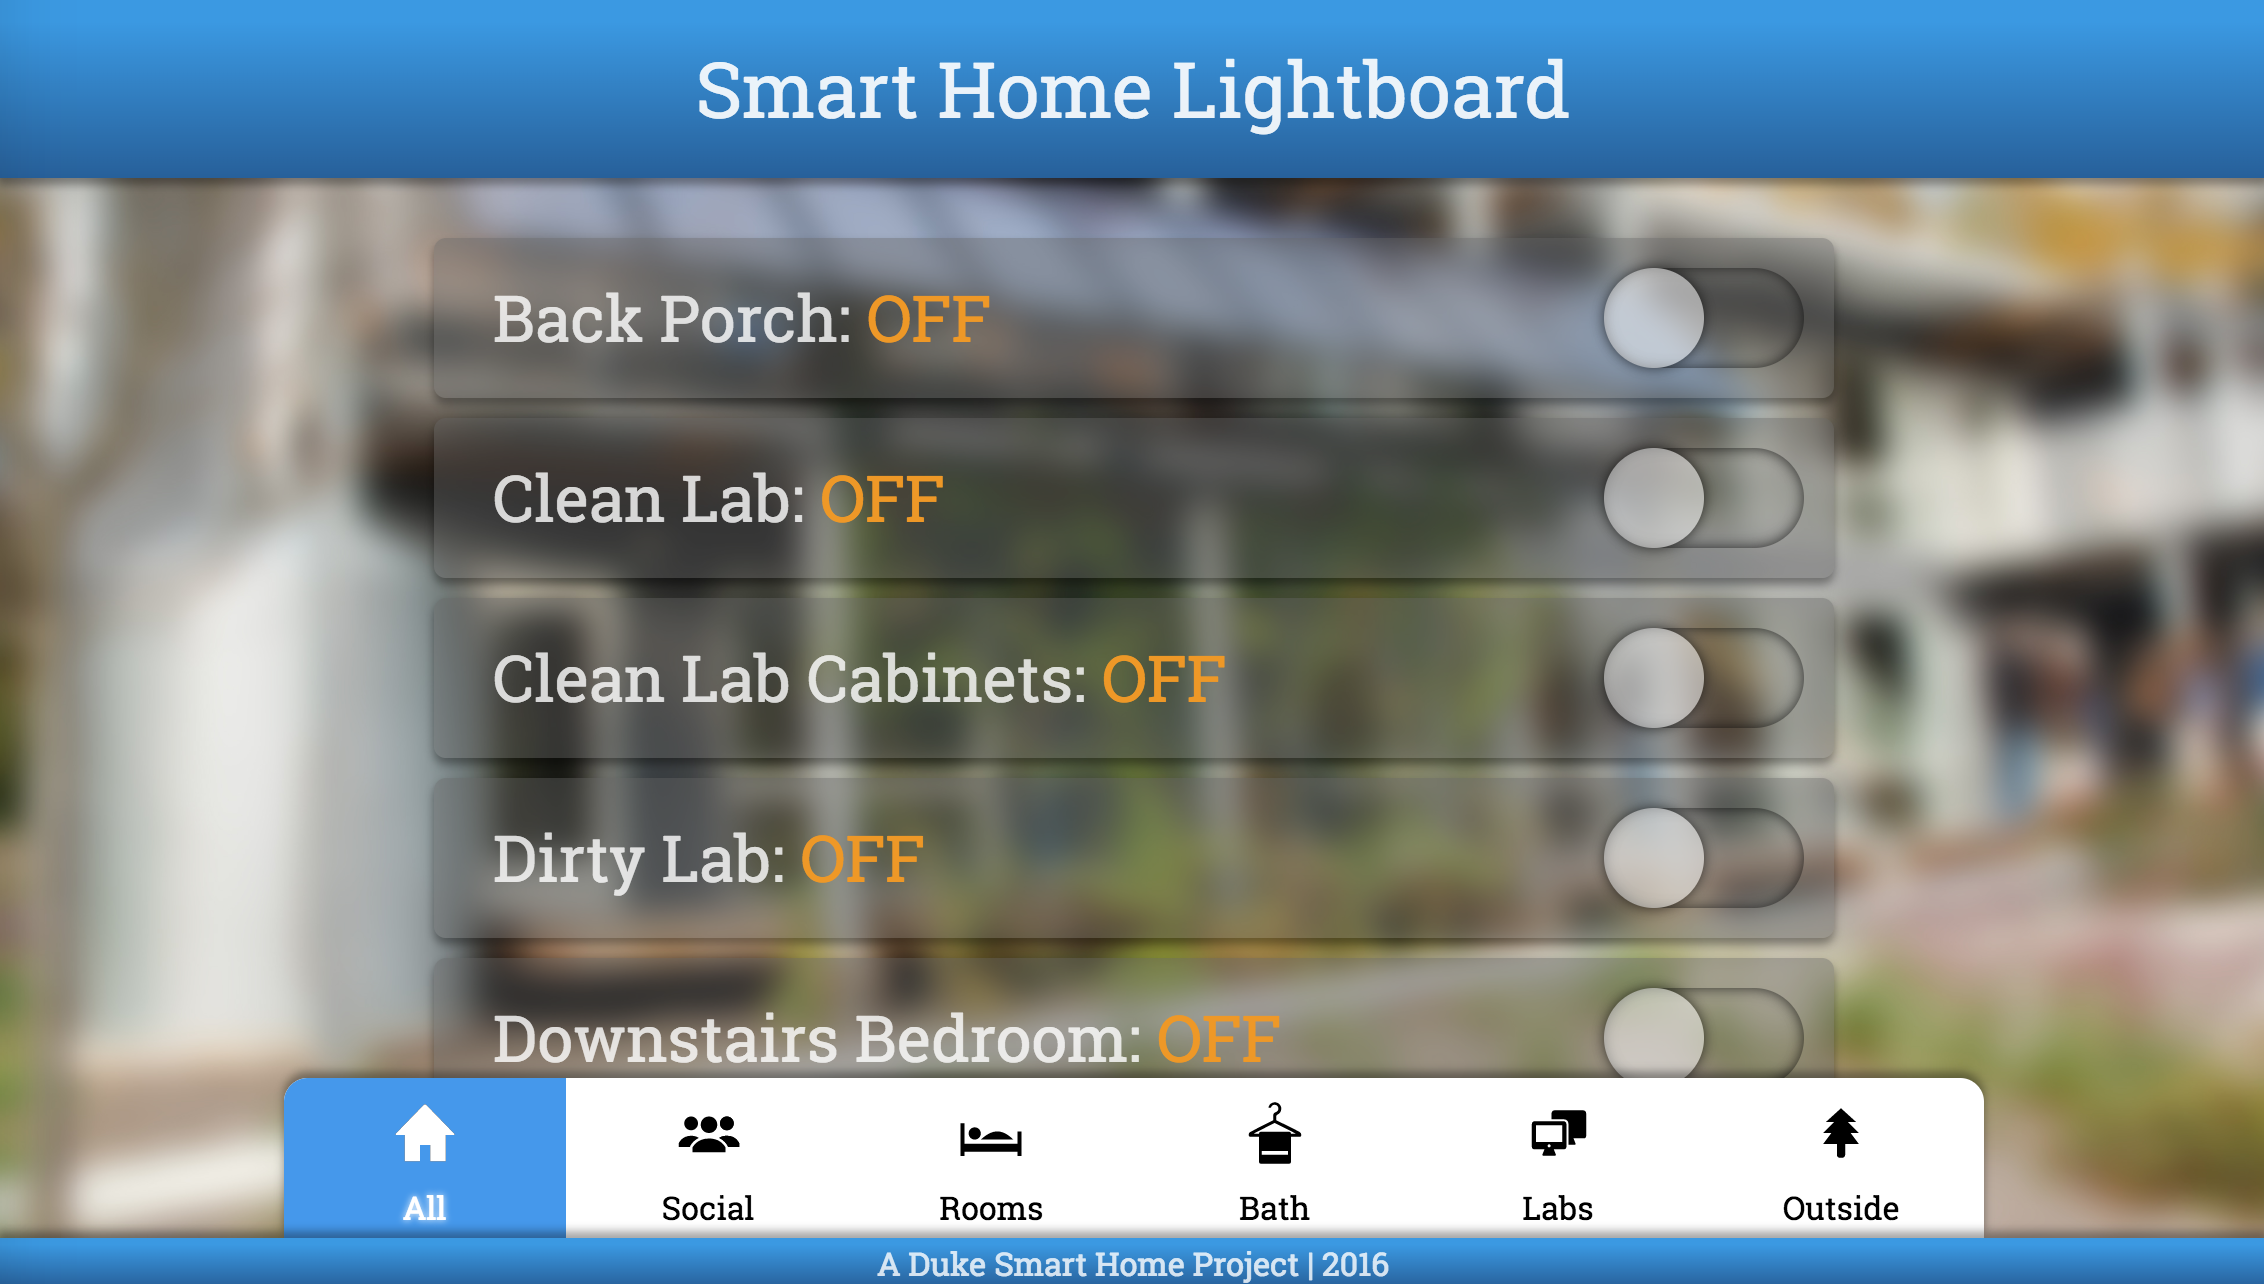 Smart Home Lightboard
Back Porch: OFF
Clean Lab: OFF
Clean Lab Cabinets: OFF
Dirty Lab: OFF
Downstairs Bedroom: OFF
All
Social
Rooms
Bath
Labs
Outside
A Duke Smart Home Project | 2016